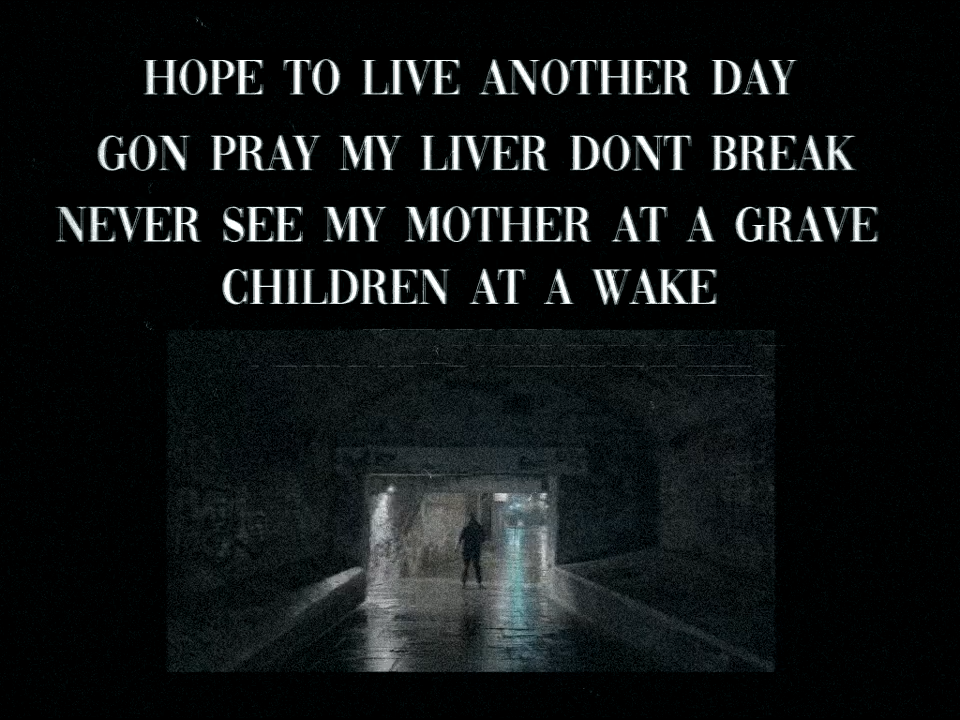 HOPE TO LIVE ANOTHER DAY
GON PRAY MY LIVER DONT BREAK
NEVER SEE MY MOTHER AT A GRAVE
CHILDREN AT A WAKE